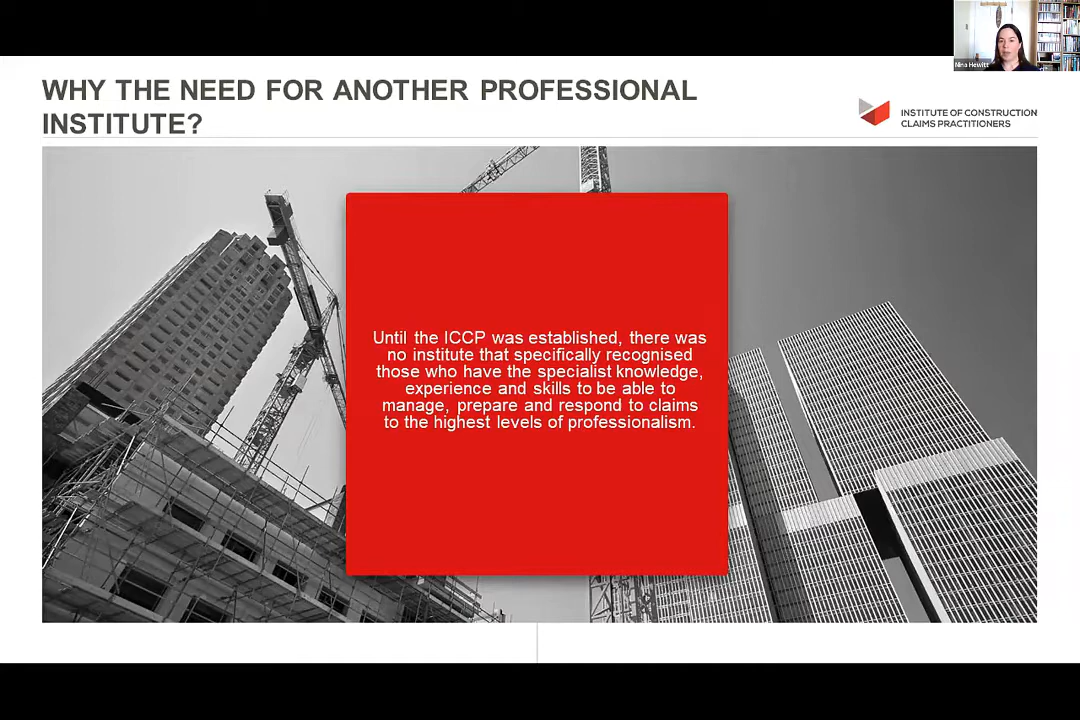 Nina Hewitt
WHY THE NEED FOR ANOTHER PROFESSIONAL
INSTITUTE?
INSTITUTE OF CONSTRUCTION
CLAIMS PRACTITIONERS
Until the ICCP was established, there was
no institute that specifically recognised
those who have the specialist knowledge,
experience and skills to be able to
manage, prepare and respond to claims
to the highest levels of professionalism.